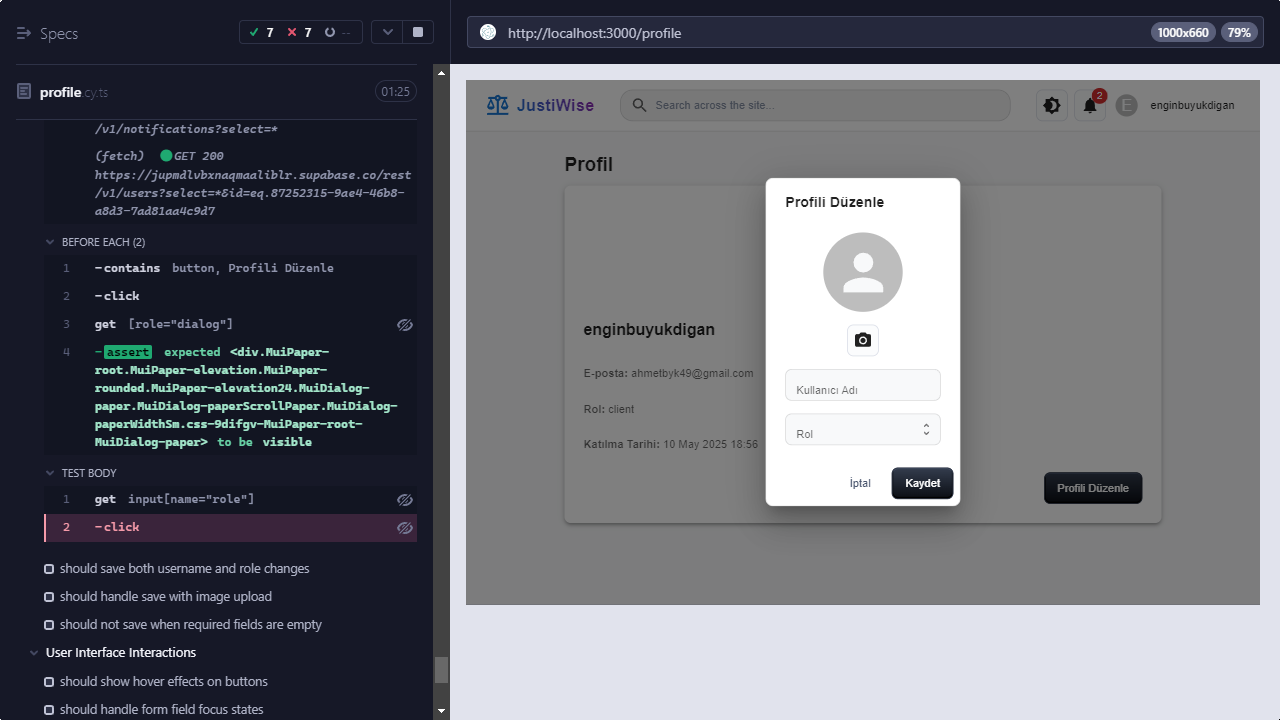 Specs
7
7
--
http://localhost:3000/profile
1000x660
79%
profile.cy.ts
01:25
/v1/notifications?select=*
(fetch) GET 200
https://jupmdlvbxnaqmaaliblr.supabase.co/rest
/v1/users?select=*&id=eq.87252315-9ae4-46b8-
a8d3-7ad81aa4c9d7
BEFORE EACH (2)
1 -contains button, Profili Düzenle
2 -click
3 get [role="dialog"]
4 -assert expected <div.MuiPaper-
root.MuiPaper-elevation.MuiPaper-
rounded.MuiPaper-elevation24.MuiDialog-
paper.MuiDialog-paperScrollPaper.MuiDialog-
paperWidthSm.css-9difgv-MuiPaper-root-
MuiDialog-paper> to be visible
TEST BODY
1 get input[name="role"]
2 -click
should save both username and role changes
should handle save with image upload
should not save when required fields are empty
User Interface Interactions
should show hover effects on buttons
should handle form field focus states
JustiWise
Search across the site...
2
E
enginbuyukdigan
Profil
enginbuyukdigan
E-posta: ahmetbyk49@gmail.com
Rol: client
Katılma Tarihi: 10 May 2025 18:56
Profili Düzenle
Profili Düzenle
Kullanıcı Adı
Rol
İptal
Kaydet